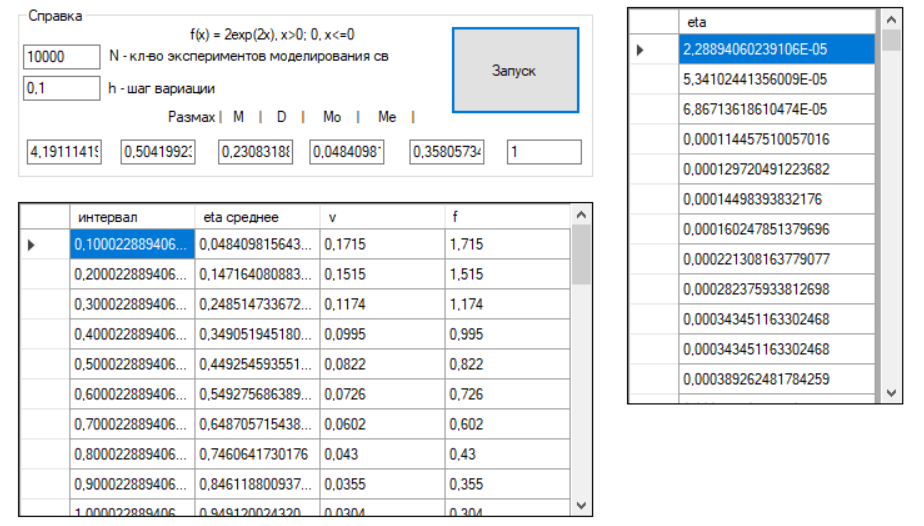 Справка
f(x) = 2exp(2x), x>0; 0, x<=0
10000 N - кл-во экспериментов моделирования св
Запуск
0,1 h - шаг вариации
Размах | M | D | Mo | Me |
4,1911141 0,5041992 0,2308318 0,0484098 0,3580573 1
интервал eta среднее v f
0,100022889406... 0,048409815643... 0,1715 1,715
0,200022889406... 0,147164080883... 0,1515 1,515
0,300022889406... 0,248514733672... 0,1174 1,174
0,400022889406... 0,349051945180... 0,0995 0,995
0,500022889406... 0,449254593551... 0,0822 0,822
0,600022889406... 0,549275686389... 0,0726 0,726
0,700022889406... 0,648705715438... 0,0602 0,602
0,800022889406... 0,7460641730176 0,043 0,43
0,900022889406... 0,846118800937... 0,0355 0,355
1,000022889406 0,949120024320 0,0304 0,304
eta
2,28894060239106E-05
5,34102441356009E-05
6,86713618610474E-05
0,000114457510057016
0,000129720491223682
0,00014498393832176
0,000160247851379696
0,000221308163779077
0,000282375933812698
0,000343451163302468
0,000343451163302468
0,000389262481784259